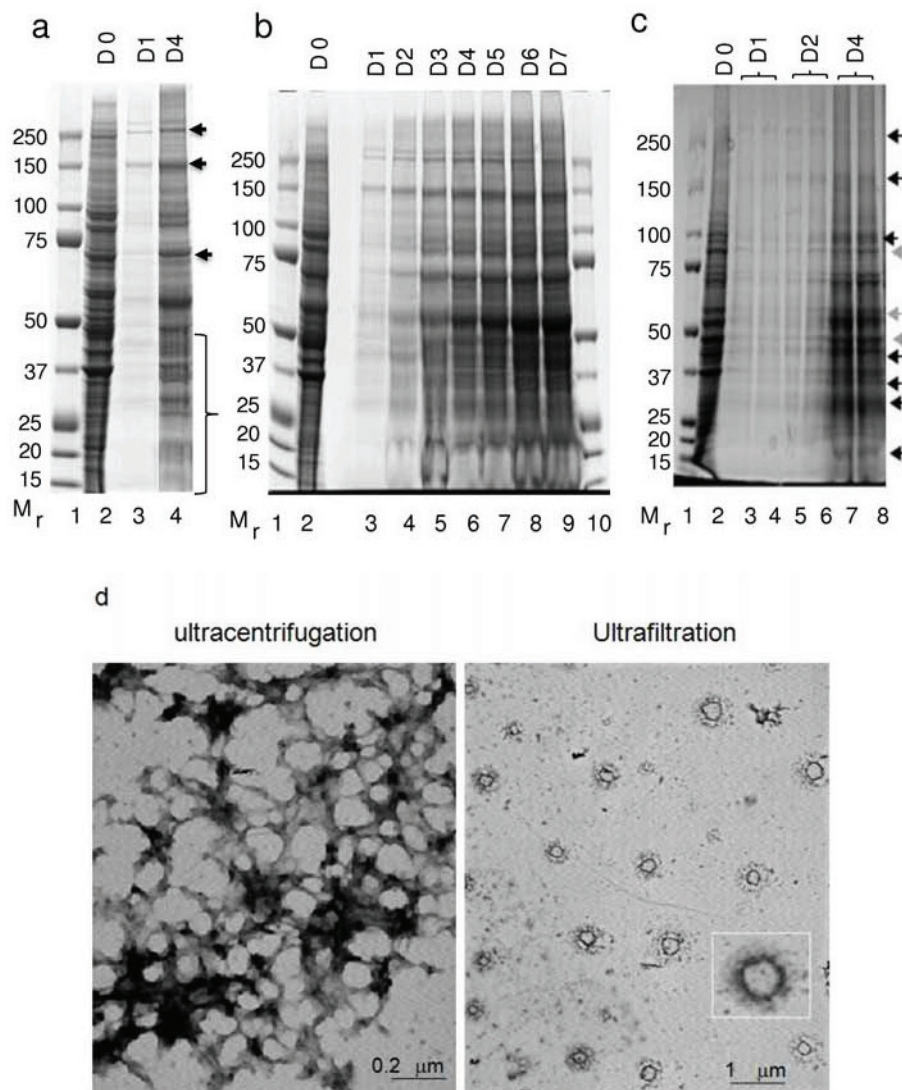 a
D 0
D1
D4
250
150
100
75
50
37
25
20
15
M r 1 2 3 4
b
D 0
D1
D2
D3
D4
D5
D6
D7
250
150
100
75
50
37
25
20
15
M r 1 2 3 4 5 6 7 8 9 10
c
D 0
D1
D2
D4
250
150
100
75
50
37
25
20
15
M r 1 2 3 4 5 6 7 8
d
ultracentrifugation
Ultrafiltration
0.2 μm
1 μm